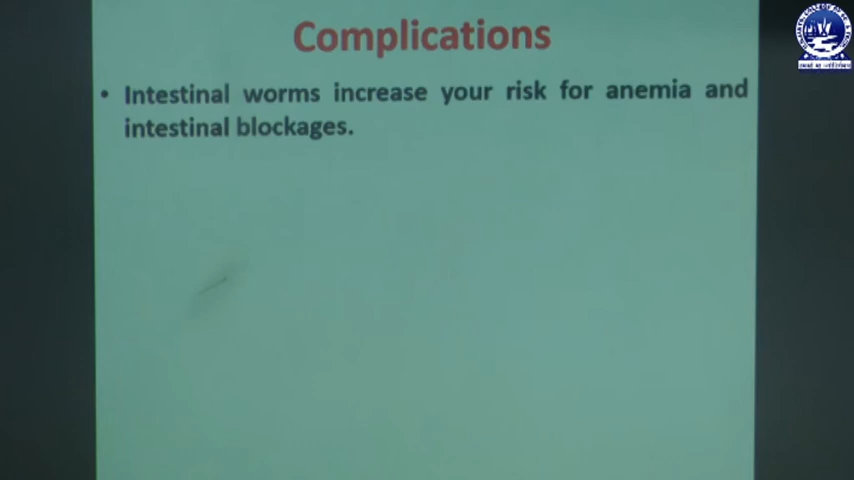 Complications
• Intestinal worms increase your risk for anemia and
intestinal blockages.